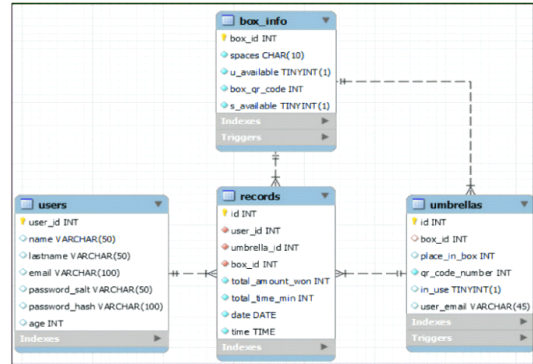 box_info
box_id INT
spaces CHAR(10)
u_available TINYINT(1)
box_qr_code INT
s_available TINYINT(1)
Indexes
Triggers
users
user_id INT
name VARCHAR(50)
lastname VARCHAR(50)
email VARCHAR(100)
password_salt VARCHAR(50)
password_hash VARCHAR(100)
age INT
Indexes
records
id INT
user_id INT
umbrella_id INT
box_id INT
total_amount_won INT
total_time_min INT
date DATE
time TIME
Indexes
umbrellas
id INT
box_id INT
place_in_box INT
qr_code_number INT
in_use TINYINT(1)
user_email VARCHAR(45)
Indexes
Triggers